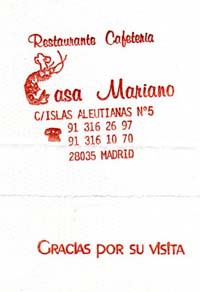 Restaurante Cafeteria
Casa Mariano
C/ISLAS ALEUTIANAS Nº5
☎ 91 316 26 97
91 316 10 70
28035 MADRID
GRACIAS POR SU VISITA